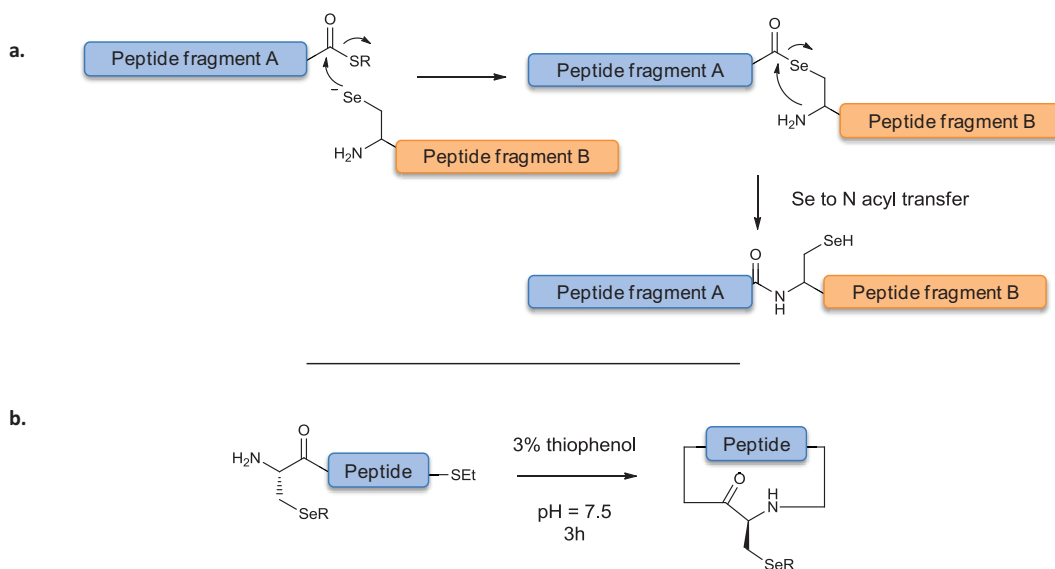 a.
O
Peptide fragment A
SR
−
Se
H₂N
Peptide fragment B
O
Peptide fragment A
Se
H₂N
Peptide fragment B
Se to N acyl transfer
SeH
O
Peptide fragment A
N
H
Peptide fragment B
b.
O
H₂N
Peptide
SEt
SeR
3% thiophenol
pH = 7.5
3h
Peptide
O
H
N
SeR